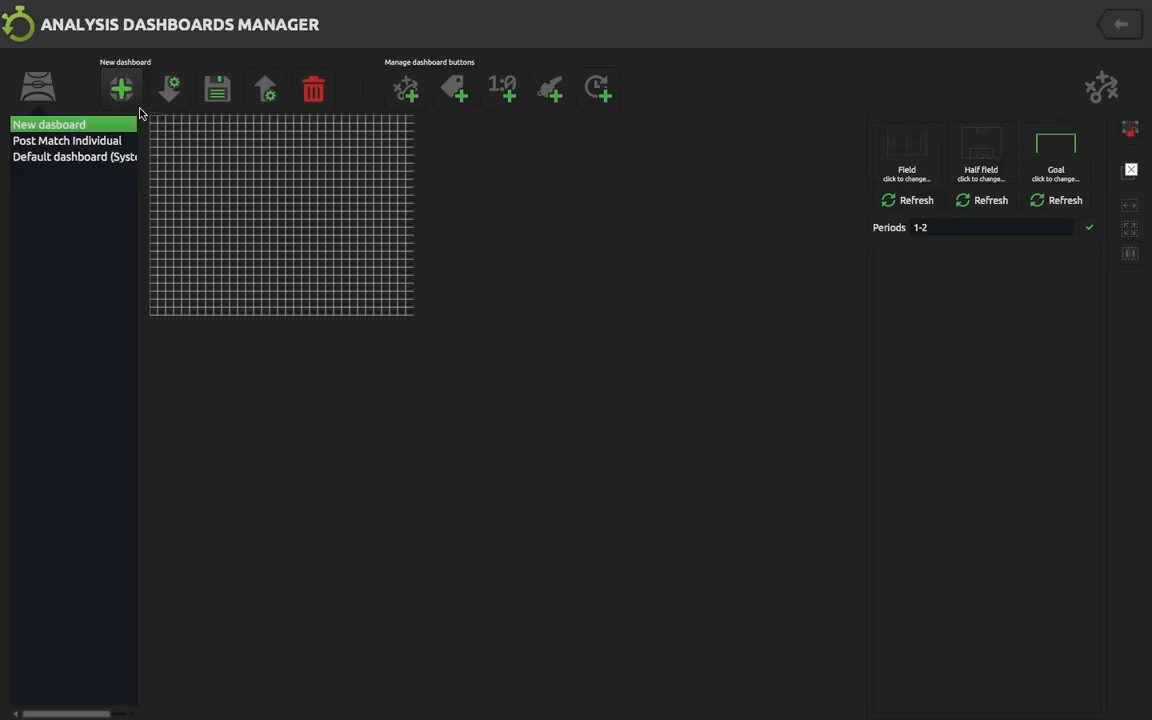 ANALYSIS DASHBOARDS MANAGER
New dashboard
Manage dashboard buttons
1:0
New dasboard
Post Match Individual
Default dashboard (Syste
Field
click to change...
Half field
click to change...
Goal
click to change...
Refresh
Refresh
Refresh
Periods 1-2